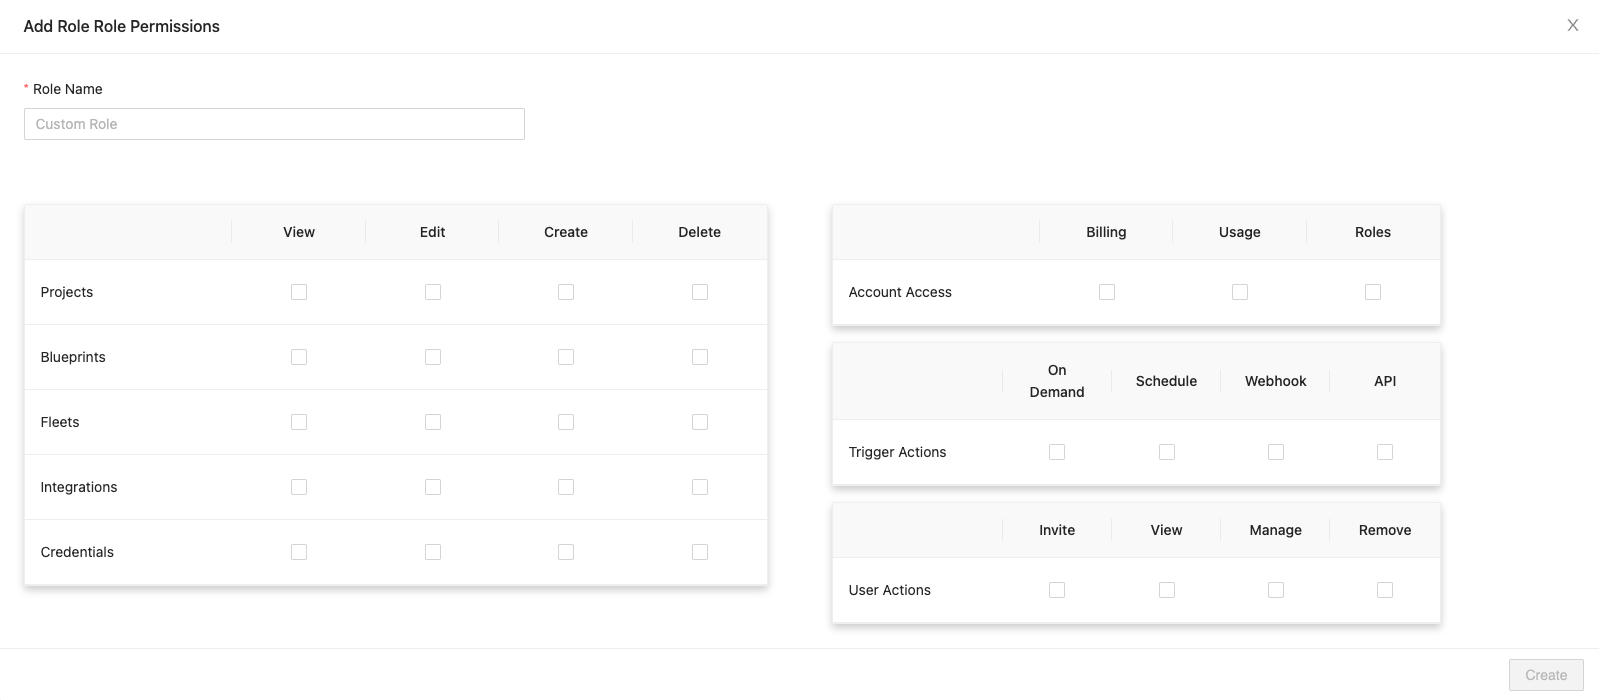 Add Role Role Permissions
X
* Role Name
Custom Role
View Edit Create Delete
Projects
Blueprints
Fleets
Integrations
Credentials
Billing Usage Roles
Account Access
On Demand Schedule Webhook API
Trigger Actions
Invite View Manage Remove
User Actions
Create